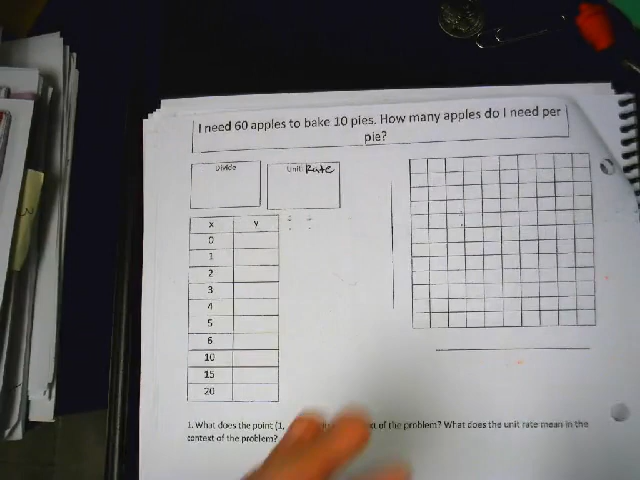 I need 60 apples to bake 10 pies. How many apples do I need per
pie?
Divide
Unit Rate
x y
0
1
2
3
4
5
6
10
15
20
1. What does the point (1, of the problem? What does the unit rate mean in the
context of the problem?